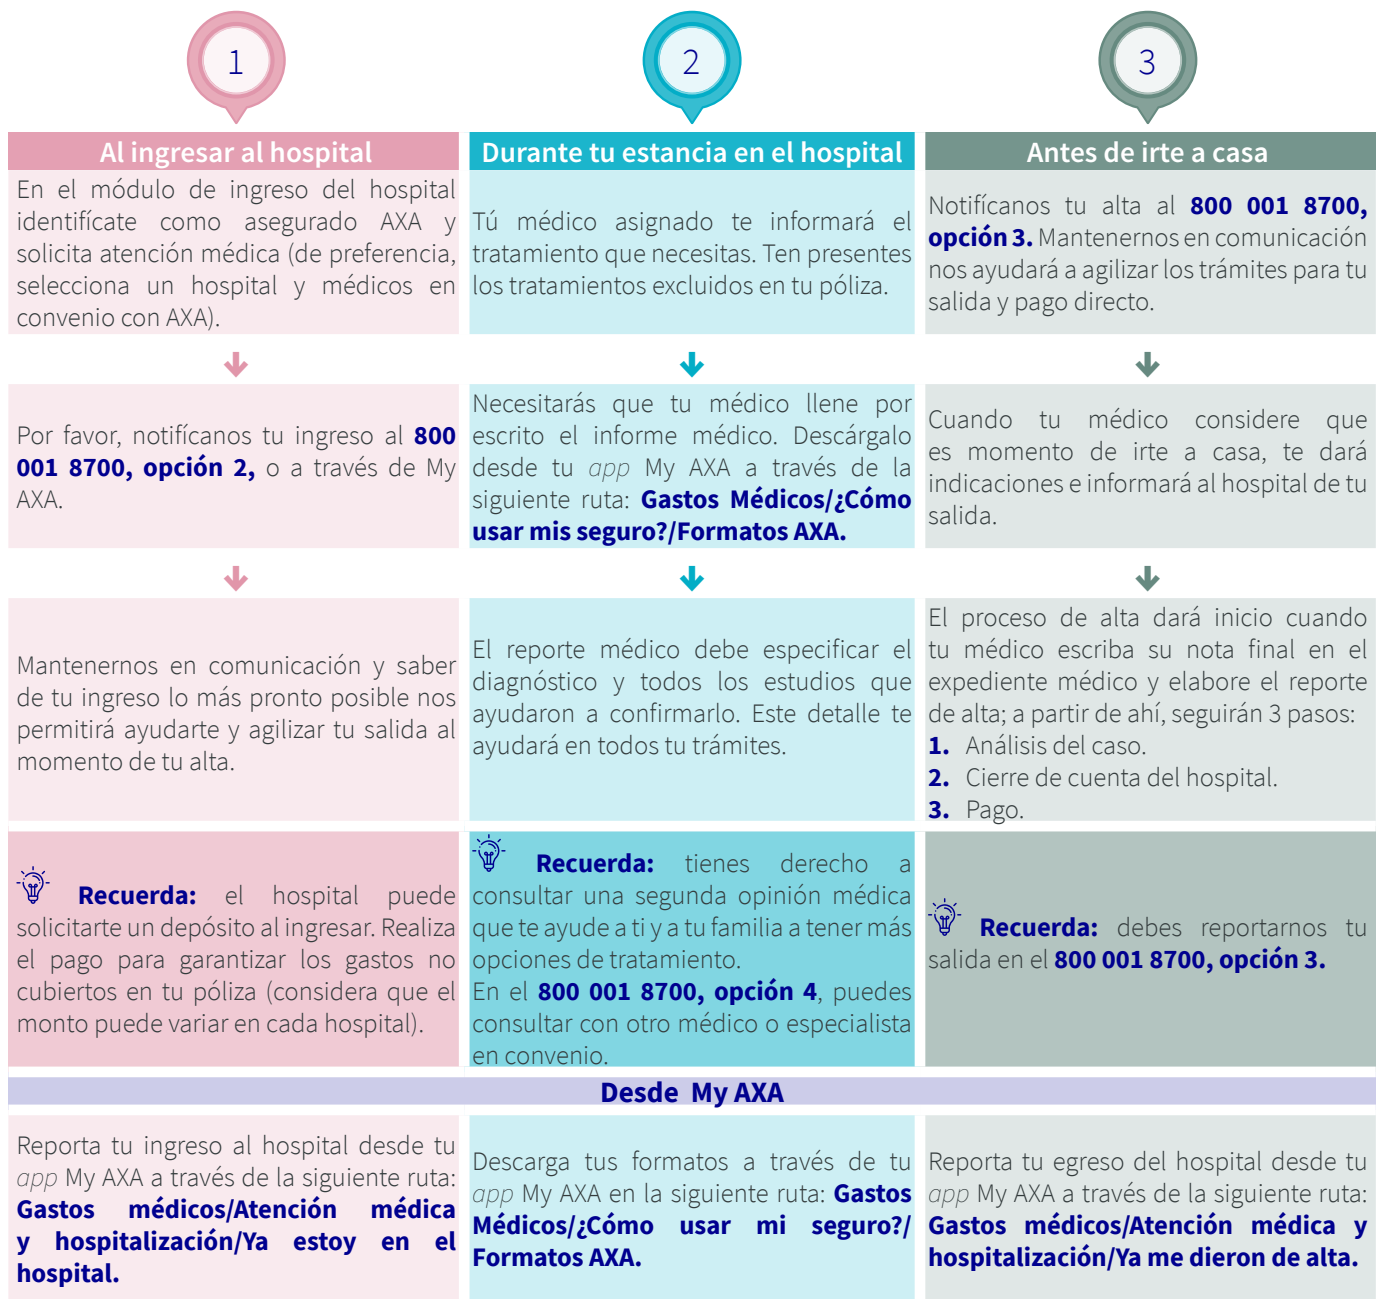 1
Al ingresar al hospital
En el módulo de ingreso del hospital
identifícate como asegurado AXA y
solicita atención médica (de preferencia,
selecciona un hospital y médicos en
convenio con AXA).
Por favor, notifícanos tu ingreso al 800
001 8700, opción 2, o a través de My
AXA.
Mantenernos en comunicación y saber
de tu ingreso lo más pronto posible nos
permitirá ayudarte y agilizar tu salida al
momento de tu alta.
Recuerda: el hospital puede
solicitarte un depósito al ingresar. Realiza
el pago para garantizar los gastos no
cubiertos en tu póliza (considera que el
monto puede variar en cada hospital).
2
Durante tu estancia en el hospital
Tú médico asignado te informará el
tratamiento que necesitas. Ten presentes
los tratamientos excluidos en tu póliza.
Necesitarás que tu médico llene por
escrito el informe médico. Descárgalo
desde tu app My AXA a través de la
siguiente ruta: Gastos Médicos/¿Cómo
usar mis seguro?/Formatos AXA.
El reporte médico debe especificar el
diagnóstico y todos los estudios que
ayudaron a confirmarlo. Este detalle te
ayudará en todos tu trámites.
Recuerda: tienes derecho a
consultar una segunda opinión médica
que te ayude a ti y a tu familia a tener más
opciones de tratamiento.
En el 800 001 8700, opción 4, puedes
consultar con otro médico o especialista
en convenio.
3
Antes de irte a casa
Notifícanos tu alta al 800 001 8700,
opción 3. Mantenernos en comunicación
nos ayudará a agilizar los trámites para tu
salida y pago directo.
Cuando tu médico considere que
es momento de irte a casa, te dará
indicaciones e informará al hospital de tu
salida.
El proceso de alta dará inicio cuando
tu médico escriba su nota final en el
expediente médico y elabore el reporte
de alta; a partir de ahí, seguirán 3 pasos:
1. Análisis del caso.
2. Cierre de cuenta del hospital.
3. Pago.
Recuerda: debes reportarnos tu
salida en el 800 001 8700, opción 3.
Desde My AXA
Reporta tu ingreso al hospital desde tu
app My AXA a través de la siguiente ruta:
Gastos médicos/Atención médica
y hospitalización/Ya estoy en el
hospital.
Descarga tus formatos a través de tu
app My AXA en la siguiente ruta: Gastos
Médicos/¿Cómo usar mi seguro?/
Formatos AXA.
Reporta tu egreso del hospital desde tu
app My AXA a través de la siguiente ruta:
Gastos médicos/Atención médica y
hospitalización/Ya me dieron de alta.